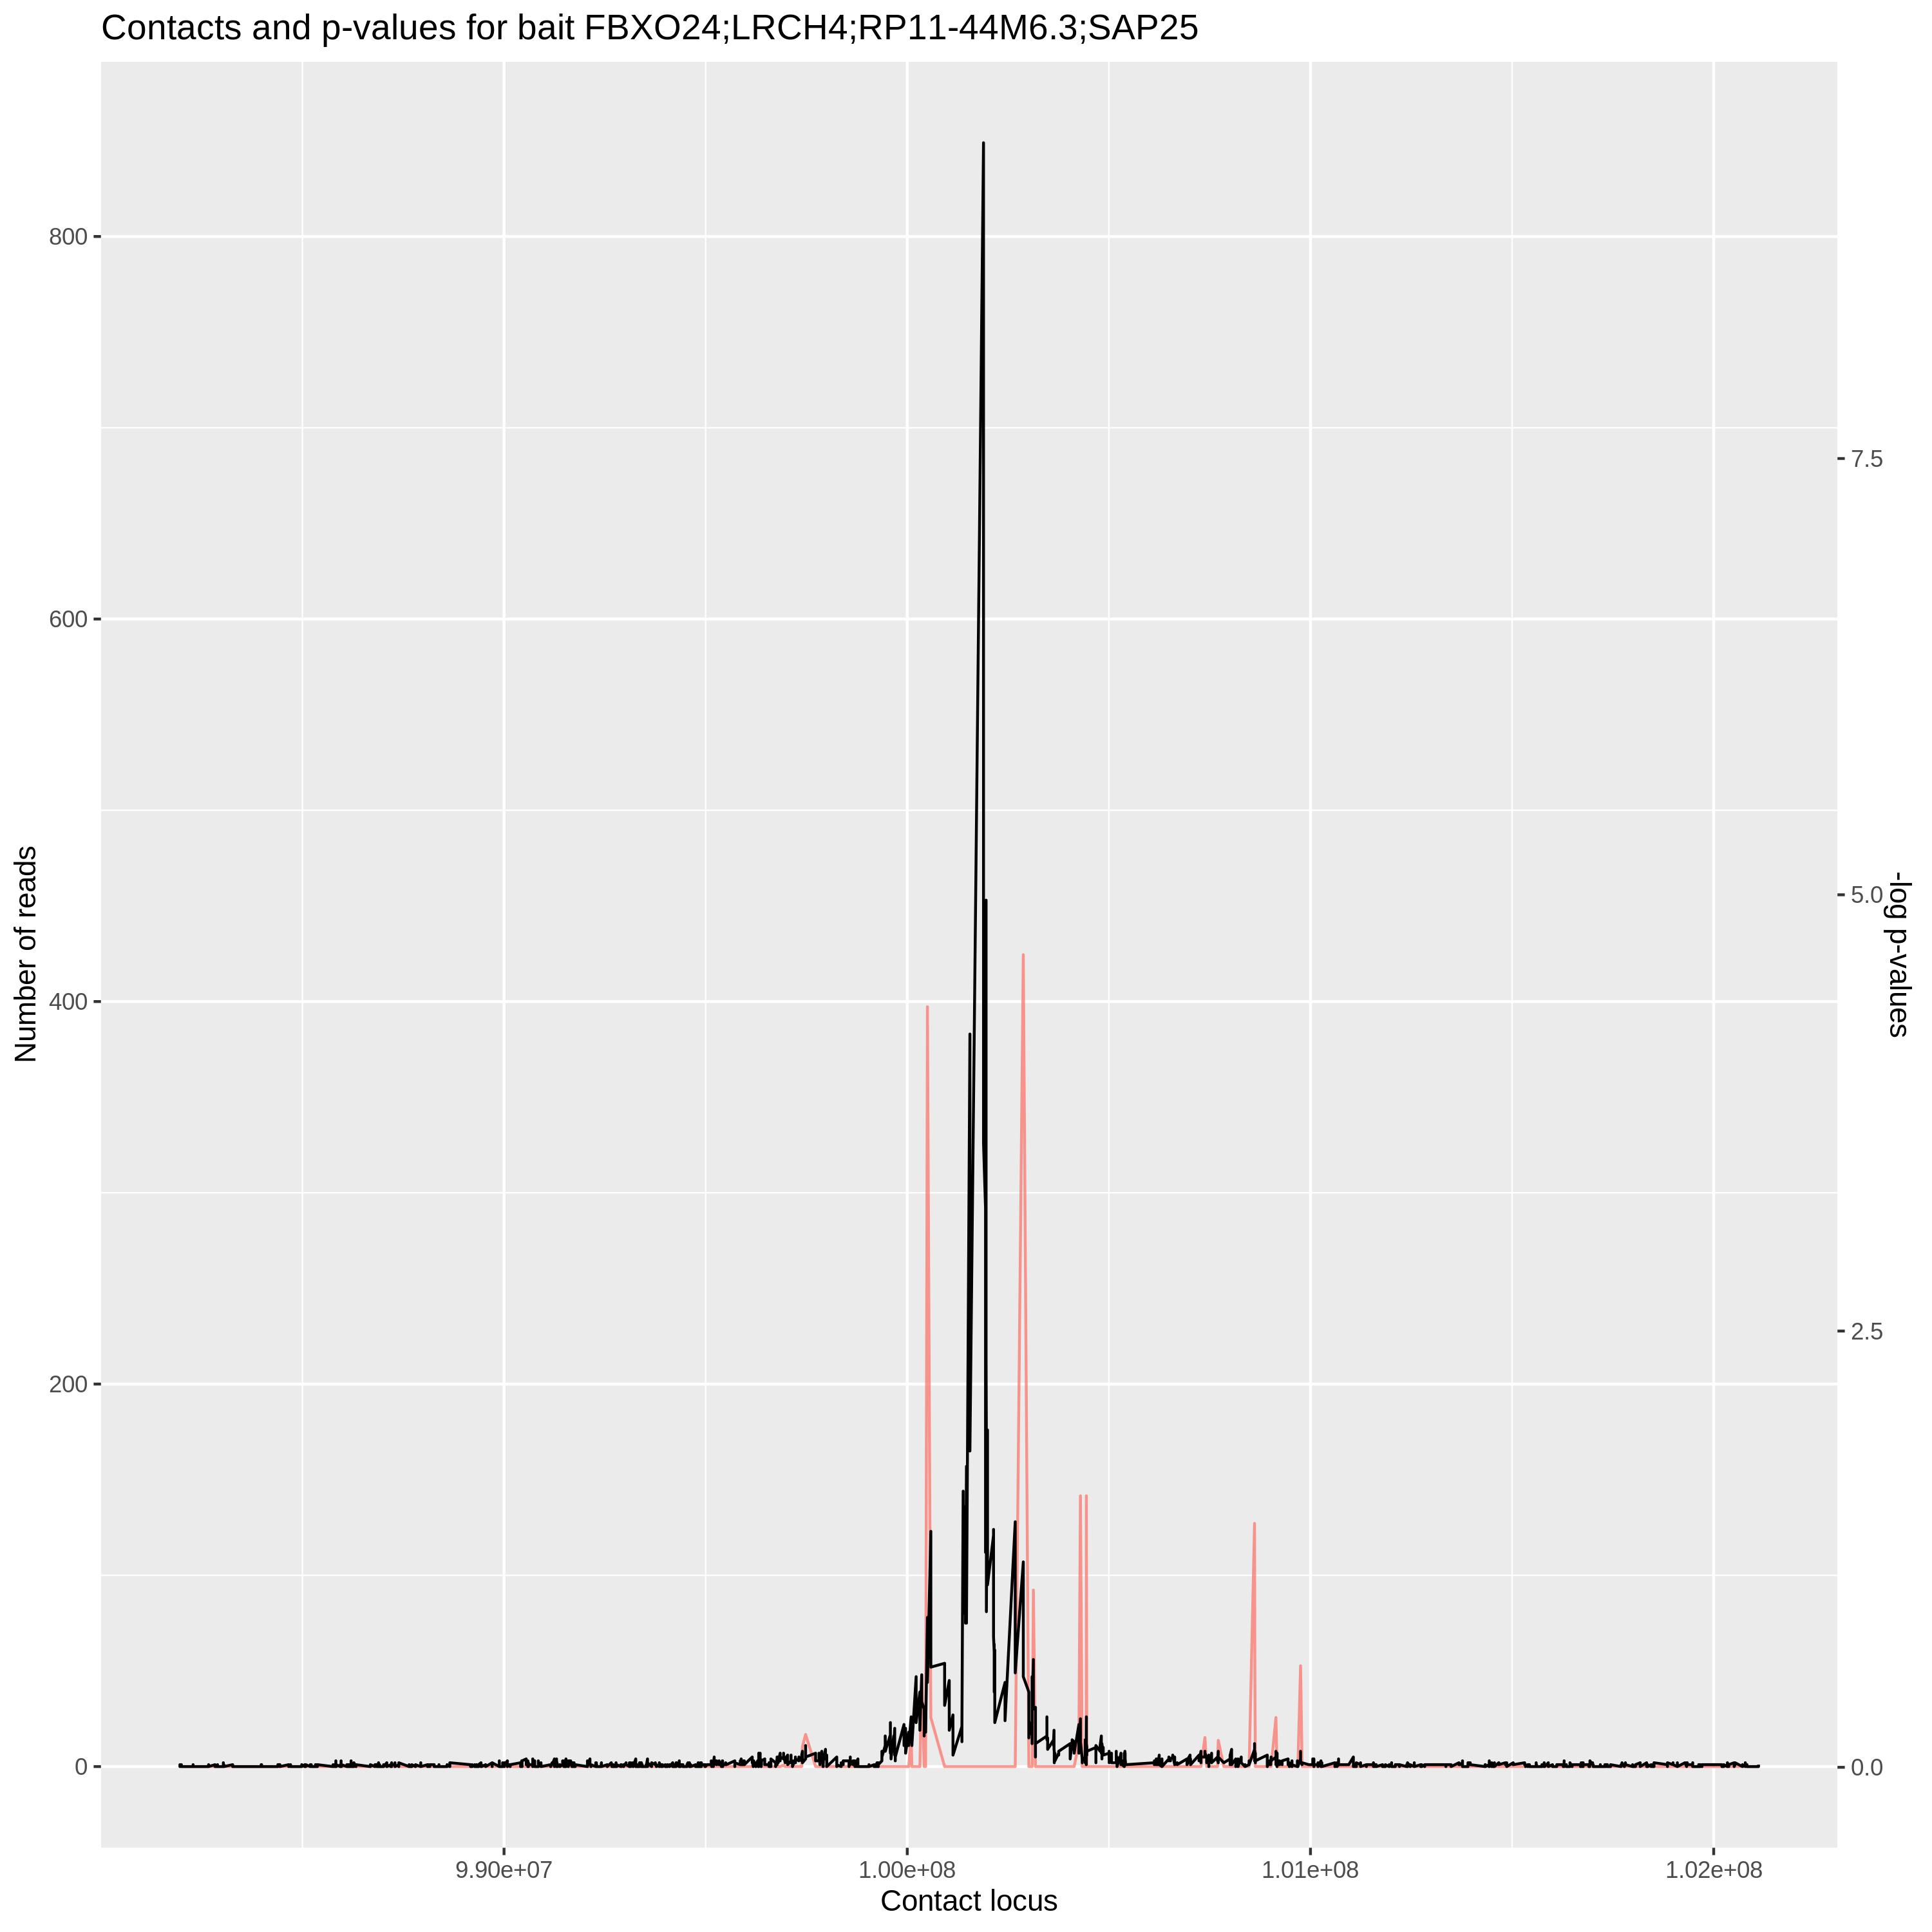 Contacts and p-values for bait FBXO24;LRCH4;RP11-44M6.3;SAP25
800
600
400
200
0
Number of reads
7.5
5.0
2.5
0.0
-log p-values
9.90e+07
1.00e+08
1.01e+08
1.02e+08
Contact locus